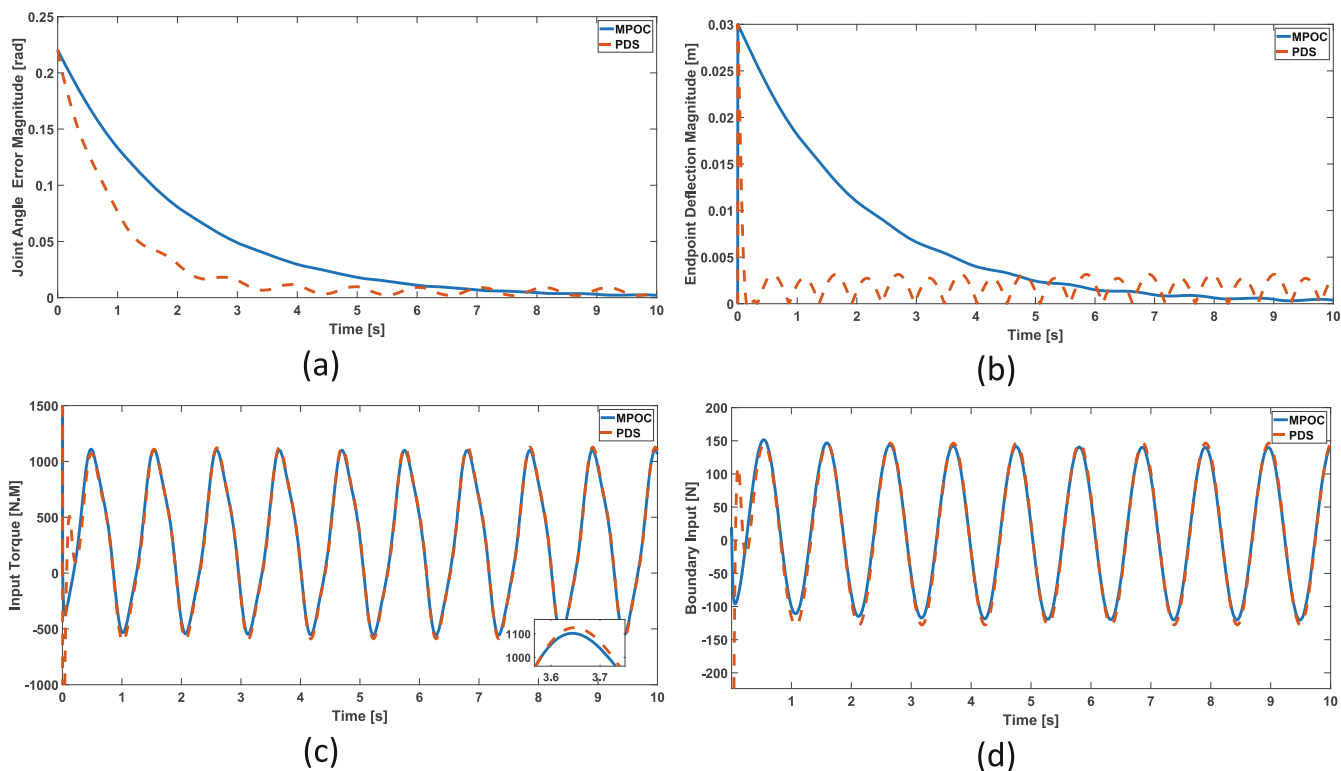 0.25
0.2
0.15
0.1
0.05
0
Joint Angle Error Magnitude [rad]
MPOC
PDS
0 1 2 3 4 5 6 7 8 9 10
Time [s]
(a)
0.03
0.025
0.02
0.015
0.01
0.005
0
Endpoint Deflection Magnitude [m]
MPOC
PDS
0 1 2 3 4 5 6 7 8 9 10
Time [s]
(b)
1500
1000
500
0
-500
-1000
Input Torque [N.M]
MPOC
PDS
1100
1000
3.6 3.7
0 1 2 3 4 5 6 7 8 9 10
Time [s]
(c)
200
150
100
50
0
-50
-100
-150
-200
Boundary Input [N]
MPOC
PDS
1 2 3 4 5 6 7 8 9 10
Time [s]
(d)